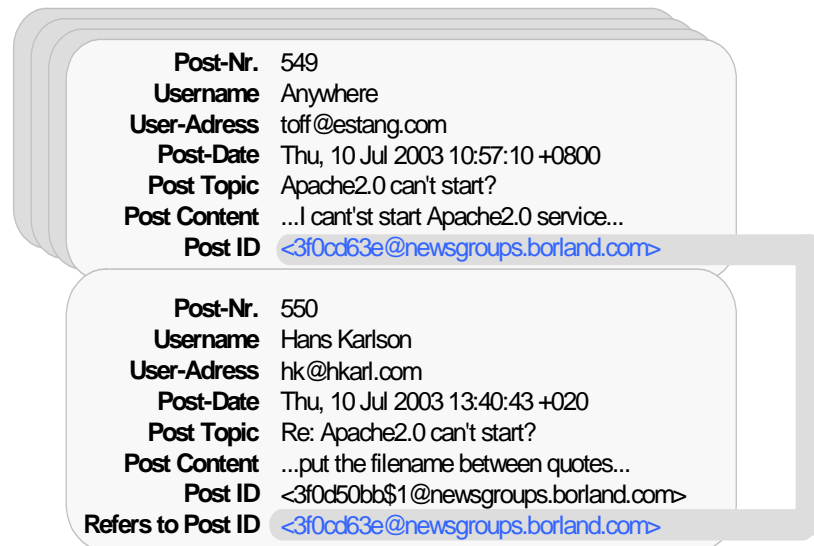 Post-Nr. 549
Username Anywhere
User-Adress toff@estang.com
Post-Date Thu, 10 Jul 2003 10:57:10 +0800
Post Topic Apache2.0 can't start?
Post Content ...I cant'st start Apache2.0 service...
Post ID <3f0cd63e@newsgroups.borland.com>
Post-Nr. 550
Username Hans Karlson
User-Adress hk@hkarl.com
Post-Date Thu, 10 Jul 2003 13:40:43 +020
Post Topic Re: Apache2.0 can't start?
Post Content ...put the filename between quotes...
Post ID <3f0d50bb$1@newsgroups.borland.com>
Refers to Post ID <3f0cd63e@newsgroups.borland.com>